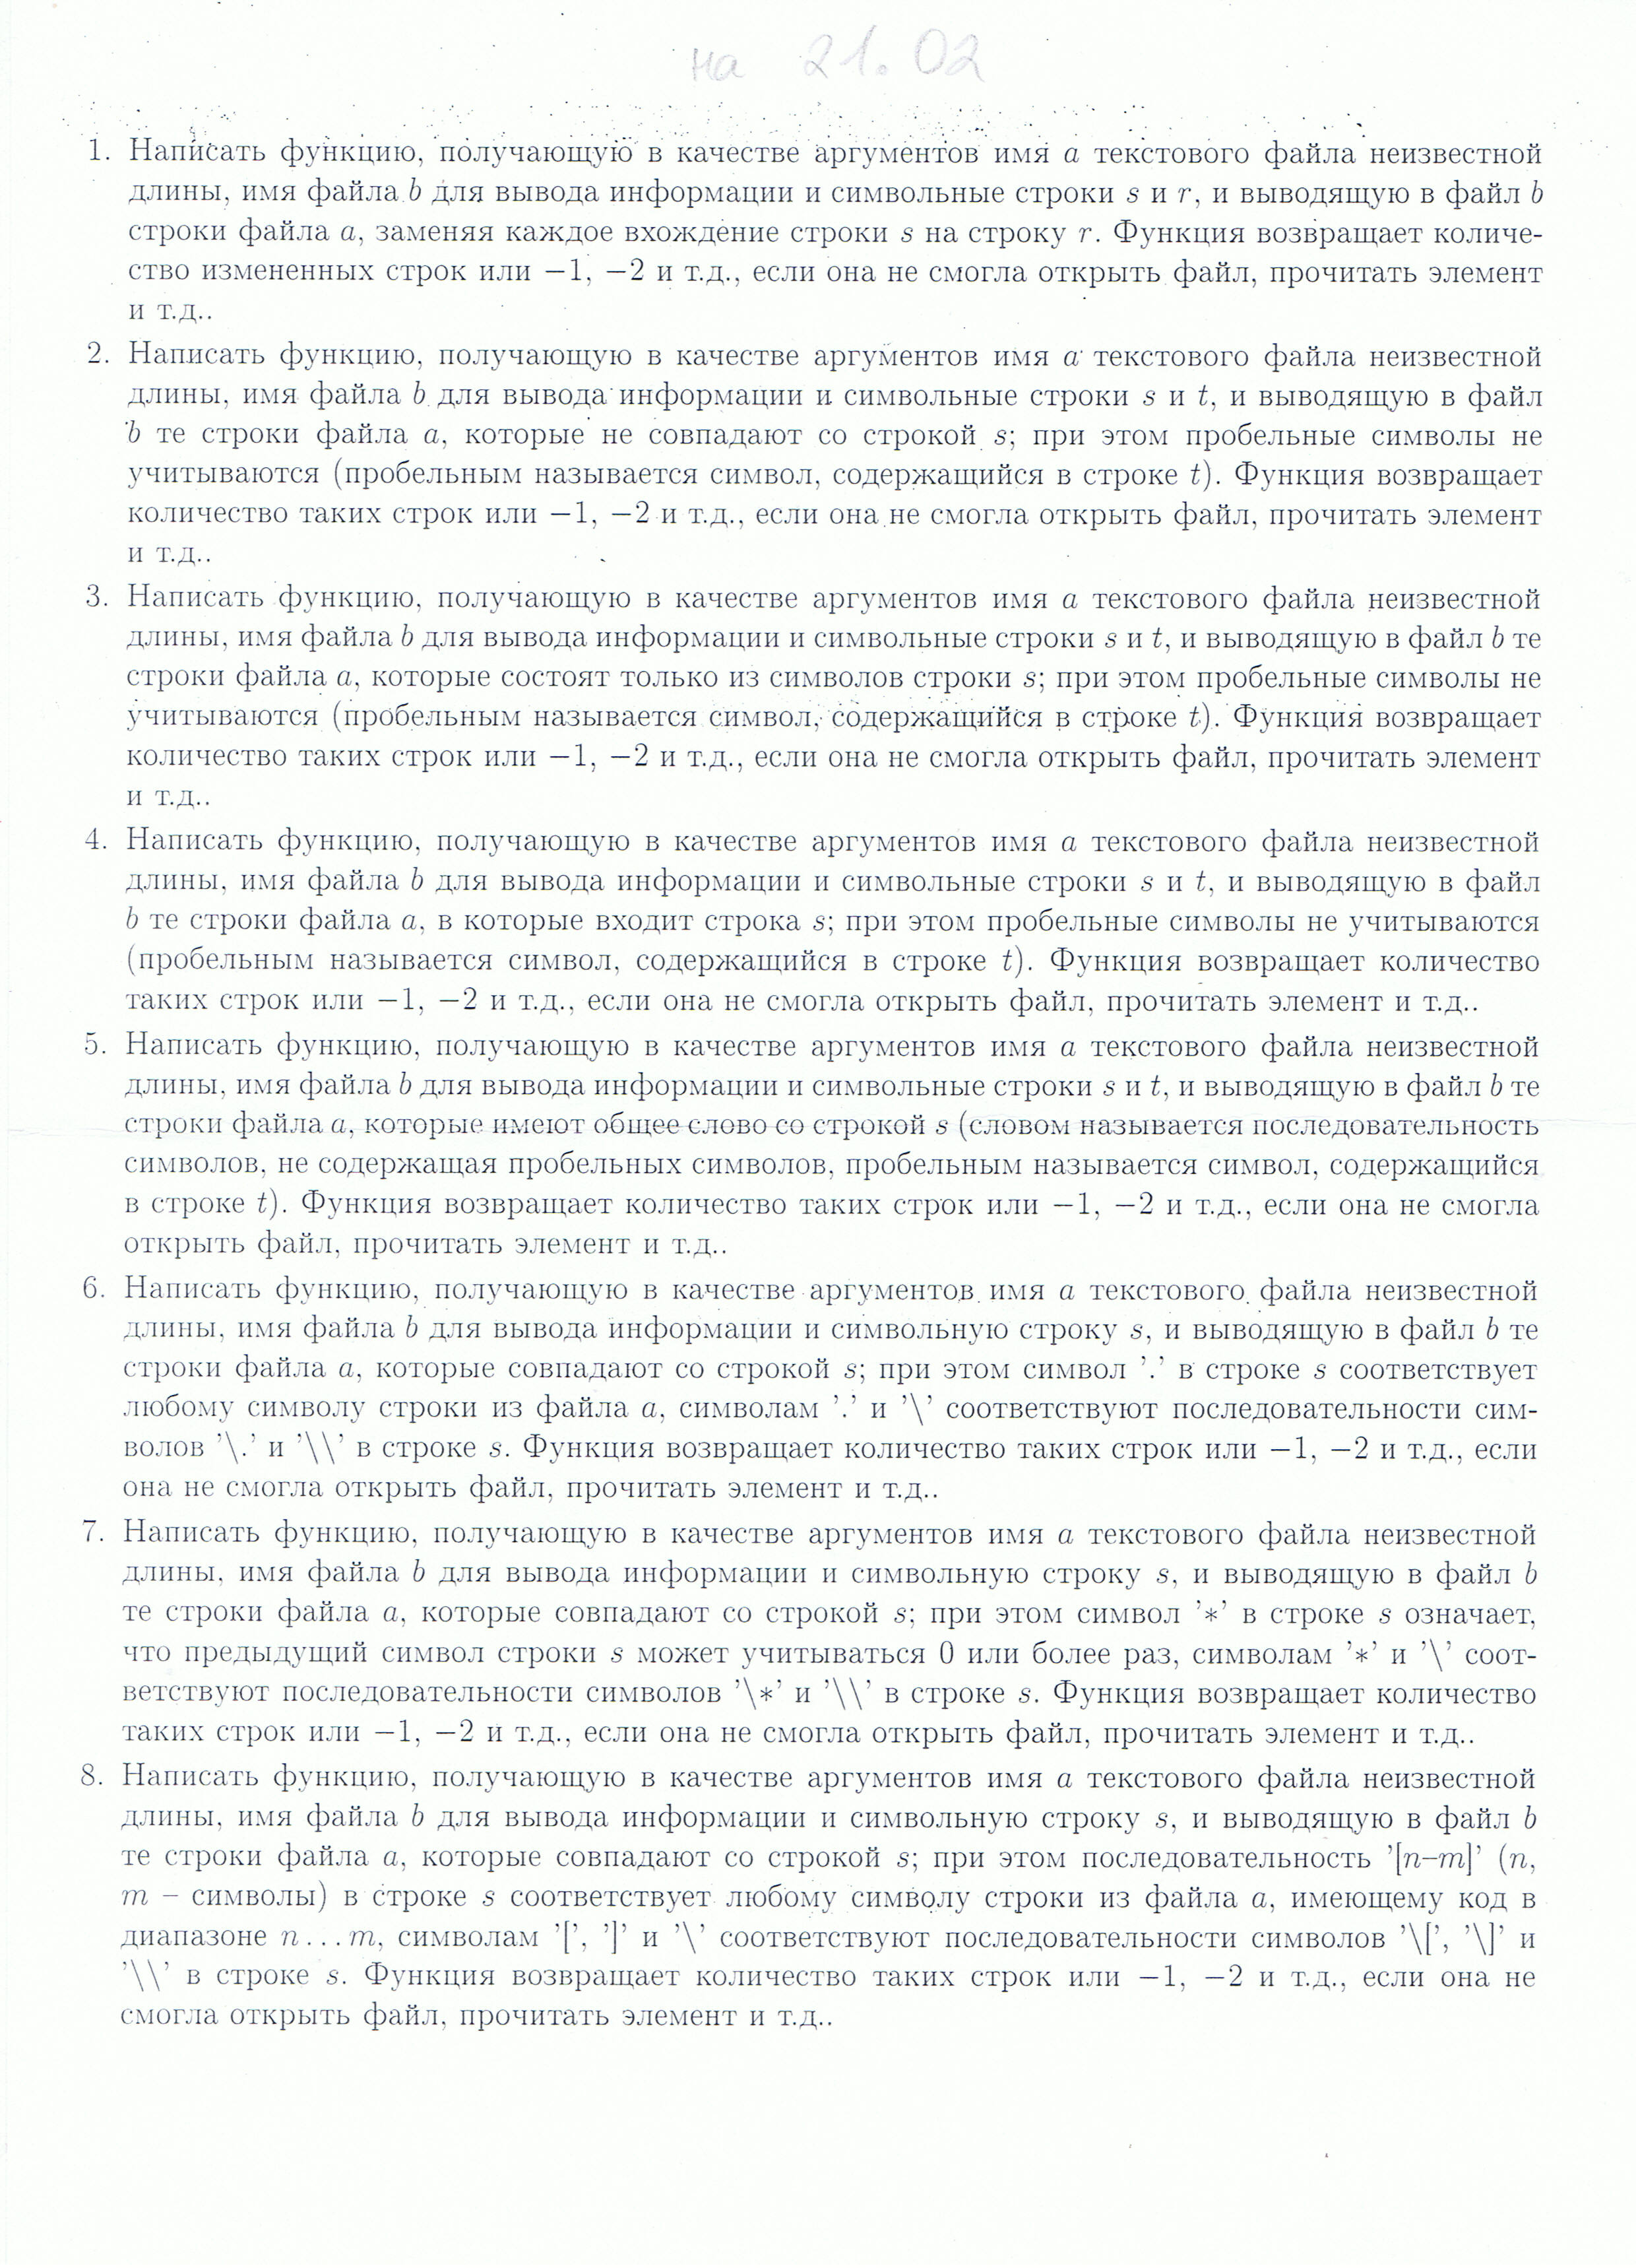 на 21.02
1. Написать функцию, получающую в качестве аргументов имя a текстового файла неизвестной
длины, имя файла b для вывода информации и символьные строки s и r, и выводящую в файл b
строки файла a, заменяя каждое вхождение строки s на строку r. Функция возвращает количе-
ство измененных строк или −1, −2 и т.д., если она не смогла открыть файл, прочитать элемент
и т.д..
2. Написать функцию, получающую в качестве аргументов имя a текстового файла неизвестной
длины, имя файла b для вывода информации и символьные строки s и t, и выводящую в файл
b те строки файла a, которые не совпадают со строкой s; при этом пробельные символы не
учитываются (пробельным называется символ, содержащийся в строке t). Функция возвращает
количество таких строк или −1, −2 и т.д., если она не смогла открыть файл, прочитать элемент
и т.д..
3. Написать функцию, получающую в качестве аргументов имя a текстового файла неизвестной
длины, имя файла b для вывода информации и символьные строки s и t, и выводящую в файл b те
строки файла a, которые состоят только из символов строки s; при этом пробельные символы не
учитываются (пробельным называется символ, содержащийся в строке t). Функция возвращает
количество таких строк или −1, −2 и т.д., если она не смогла открыть файл, прочитать элемент
и т.д..
4. Написать функцию, получающую в качестве аргументов имя a текстового файла неизвестной
длины, имя файла b для вывода информации и символьные строки s и t, и выводящую в файл
b те строки файла a, в которые входит строка s; при этом пробельные символы не учитываются
(пробельным называется символ, содержащийся в строке t). Функция возвращает количество
таких строк или −1, −2 и т.д., если она не смогла открыть файл, прочитать элемент и т.д..
5. Написать функцию, получающую в качестве аргументов имя a текстового файла неизвестной
длины, имя файла b для вывода информации и символьные строки s и t, и выводящую в файл b те
строки файла a, которые имеют общее слово со строкой s (словом называется последовательность
символов, не содержащая пробельных символов, пробельным называется символ, содержащийся
в строке t). Функция возвращает количество таких строк или −1, −2 и т.д., если она не смогла
открыть файл, прочитать элемент и т.д..
6. Написать функцию, получающую в качестве аргументов имя a текстового файла неизвестной
длины, имя файла b для вывода информации и символьную строку s, и выводящую в файл b те
строки файла a, которые совпадают со строкой s; при этом символ ’.’ в строке s соответствует
любому символу строки из файла a, символам ’.’ и ’\’ соответствуют последовательности сим-
волов ’\.’ и ’\\’ в строке s. Функция возвращает количество таких строк или −1, −2 и т.д., если
она не смогла открыть файл, прочитать элемент и т.д..
7. Написать функцию, получающую в качестве аргументов имя a текстового файла неизвестной
длины, имя файла b для вывода информации и символьную строку s, и выводящую в файл b
те строки файла a, которые совпадают со строкой s; при этом символ ’*’ в строке s означает,
что предыдущий символ строки s может учитываться 0 или более раз, символам ’*’ и ’\’ соот-
ветствуют последовательности символов ’\*’ и ’\\’ в строке s. Функция возвращает количество
таких строк или −1, −2 и т.д., если она не смогла открыть файл, прочитать элемент и т.д..
8. Написать функцию, получающую в качестве аргументов имя a текстового файла неизвестной
длины, имя файла b для вывода информации и символьную строку s, и выводящую в файл b
те строки файла a, которые совпадают со строкой s; при этом последовательность ’[n–m]’ (n,
m – символы) в строке s соответствует любому символу строки из файла a, имеющему код в
диапазоне n...m, символам ’[’, ’]’ и ’\’ соответствуют последовательности символов ’\[’, ’\]’ и
’\\’ в строке s. Функция возвращает количество таких строк или −1, −2 и т.д., если она не
смогла открыть файл, прочитать элемент и т.д..